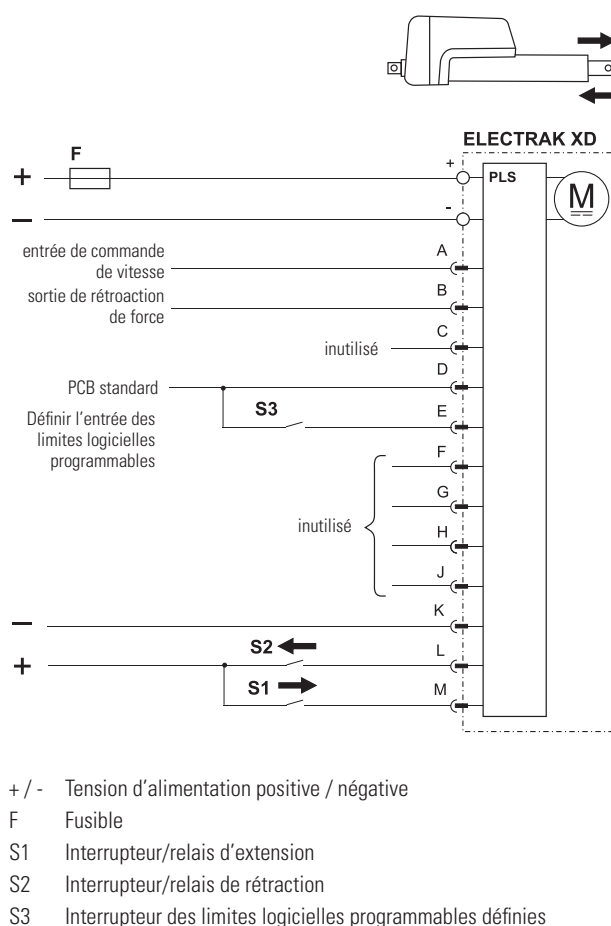 ELECTRAK XD
F
+
+
PLS
M
–
-
entrée de commande
de vitesse
A
sortie de rétroaction
de force
B
inutilisé
C
PCB standard
D
Définir l'entrée des
limites logicielles
programmables
S3
E
F
G
inutilisé
H
J
–
K
+
S2
L
S1
M
+ / - Tension d'alimentation positive / négative
F Fusible
S1 Interrupteur/relais d'extension
S2 Interrupteur/relais de rétraction
S3 Interrupteur des limites logicielles programmables définies